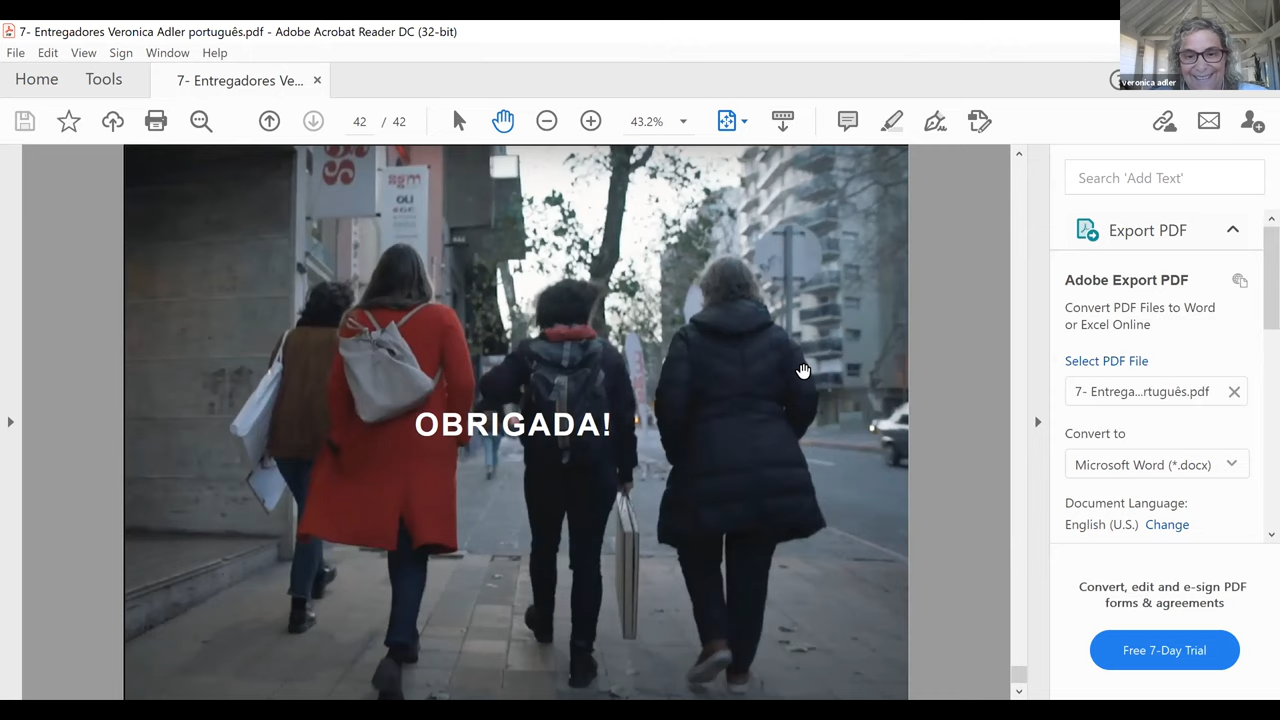 7- Entregadores Veronica Adler português.pdf - Adobe Acrobat Reader DC (32-bit)
veronica adler
File Edit View Sign Window Help
Home Tools 7- Entregadores Ve...
42 / 42 43.2%
Search 'Add Text'
Export PDF
Adobe Export PDF
Convert PDF Files to Word
or Excel Online
Select PDF File
7- Entrega...rtuguês.pdf
Convert to
Microsoft Word (*.docx)
Document Language:
English (U.S.) Change
Convert, edit and e-sign PDF
forms & agreements
Free 7-Day Trial
sgm
OLI
OBRIGADA!